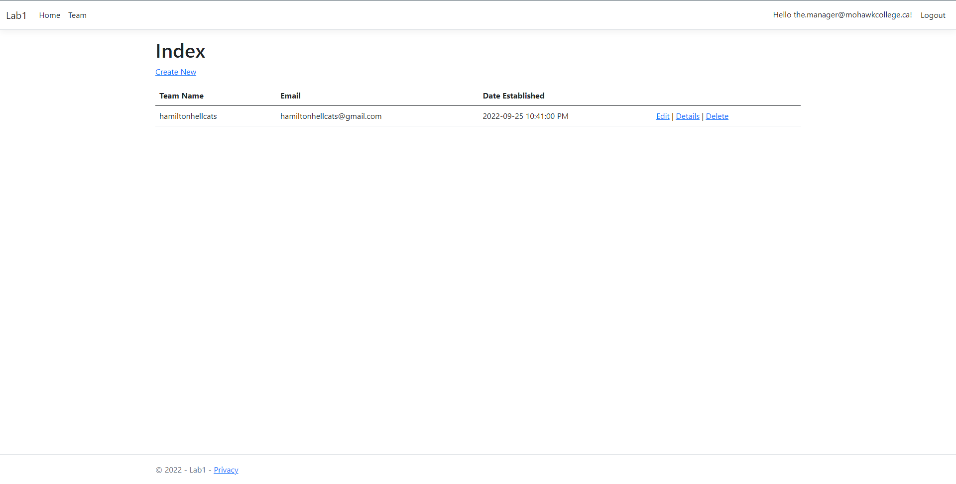 Lab1 Home Team Hello the.manager@mohawkcollege.ca! Logout
Index
Create New
Team Name Email Date Established
hamiltonhellcats hamiltonhellcats@gmail.com 2022-09-25 10:41:00 PM Edit | Details | Delete
© 2022 - Lab1 - Privacy